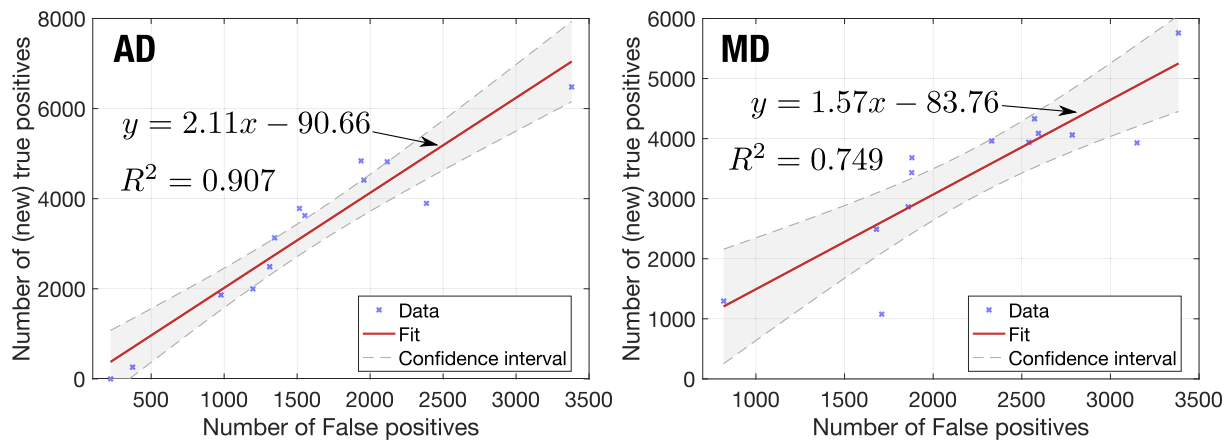 AD
8000
6000
4000
2000
0
Number of (new) true positives
y = 2.11x − 90.66
R² = 0.907
Data
Fit
Confidence interval
500 1000 1500 2000 2500 3000 3500
Number of False positives
MD
6000
5000
4000
3000
2000
1000
0
Number of (new) true positives
y = 1.57x − 83.76
R² = 0.749
Data
Fit
Confidence interval
1000 1500 2000 2500 3000 3500
Number of False positives